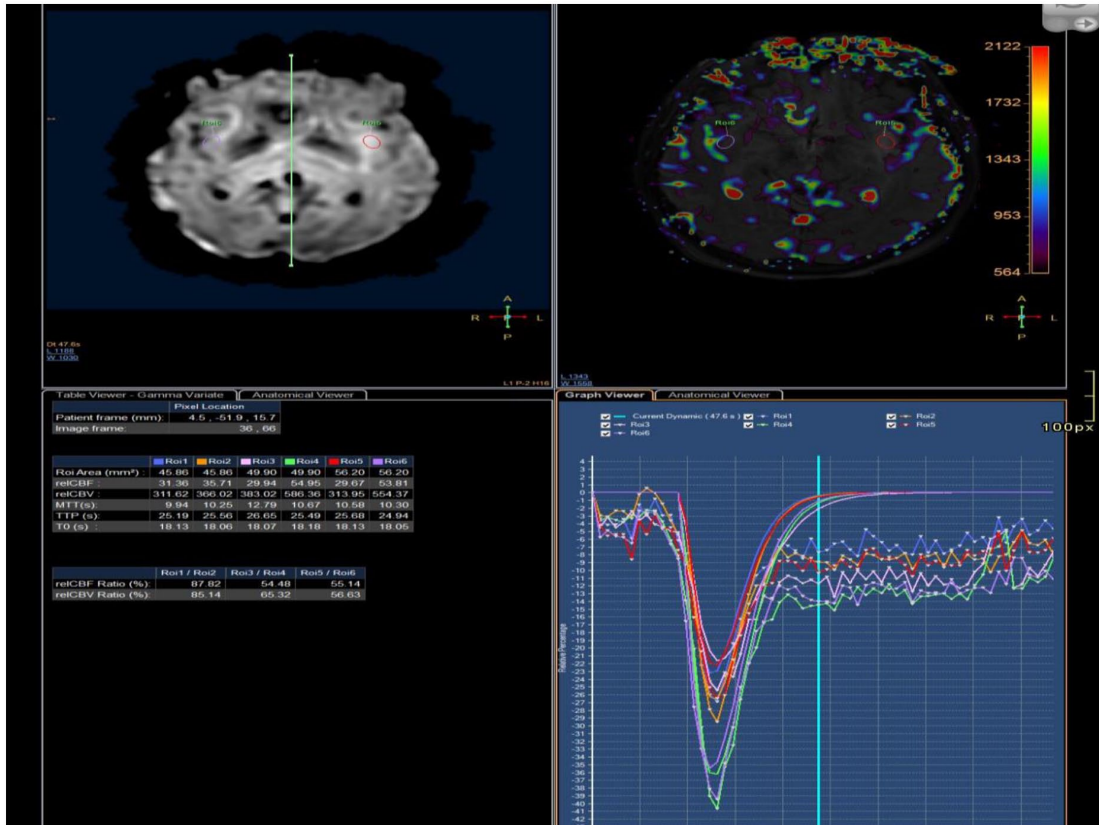 Roi6
Roi5
A
R P L
P
Dt 47.6s
L 1188
W 1030
L1 P-2 H16
Roi6
Roi5
2122
1732
1343
953
564
A
R P L
P
L 1343
W 1558
100px
Table Viewer - Gamma Variate
Anatomical Viewer
Pixel Location
Patient frame (mm): 4.5 , -51.9 , 15.7
Image frame: 36 , 66
Roi1 Roi2 Roi3 Roi4 Roi5 Roi6
Roi Area (mm²) : 45.86 45.86 49.90 49.90 56.20 56.20
relCBF : 31.36 35.71 29.94 54.95 29.67 53.81
relCBV : 311.62 366.02 383.02 586.36 313.95 554.37
MTT(s): 9.94 10.25 12.79 10.67 10.58 10.30
TTP (s) : 25.19 25.56 26.65 25.49 25.68 24.94
T0 (s) : 18.13 18.06 18.07 18.18 18.13 18.05
Roi1 / Roi2 Roi3 / Roi4 Roi5 / Roi6
relCBF Ratio (%): 87.82 54.48 55.14
relCBV Ratio (%): 85.14 65.32 56.63
Graph Viewer
Anatomical Viewer
Current Dynamic ( 47.6 s ) Roi1 Roi2
Roi3 Roi4 Roi5
Roi6
Relative Percentage
4
3
2
1
0
-1
-2
-3
-4
-5
-6
-7
-8
-9
-10
-11
-12
-13
-14
-15
-16
-17
-18
-19
-20
-21
-22
-23
-24
-25
-26
-27
-28
-29
-30
-31
-32
-33
-34
-35
-36
-37
-38
-39
-40
-41
-42